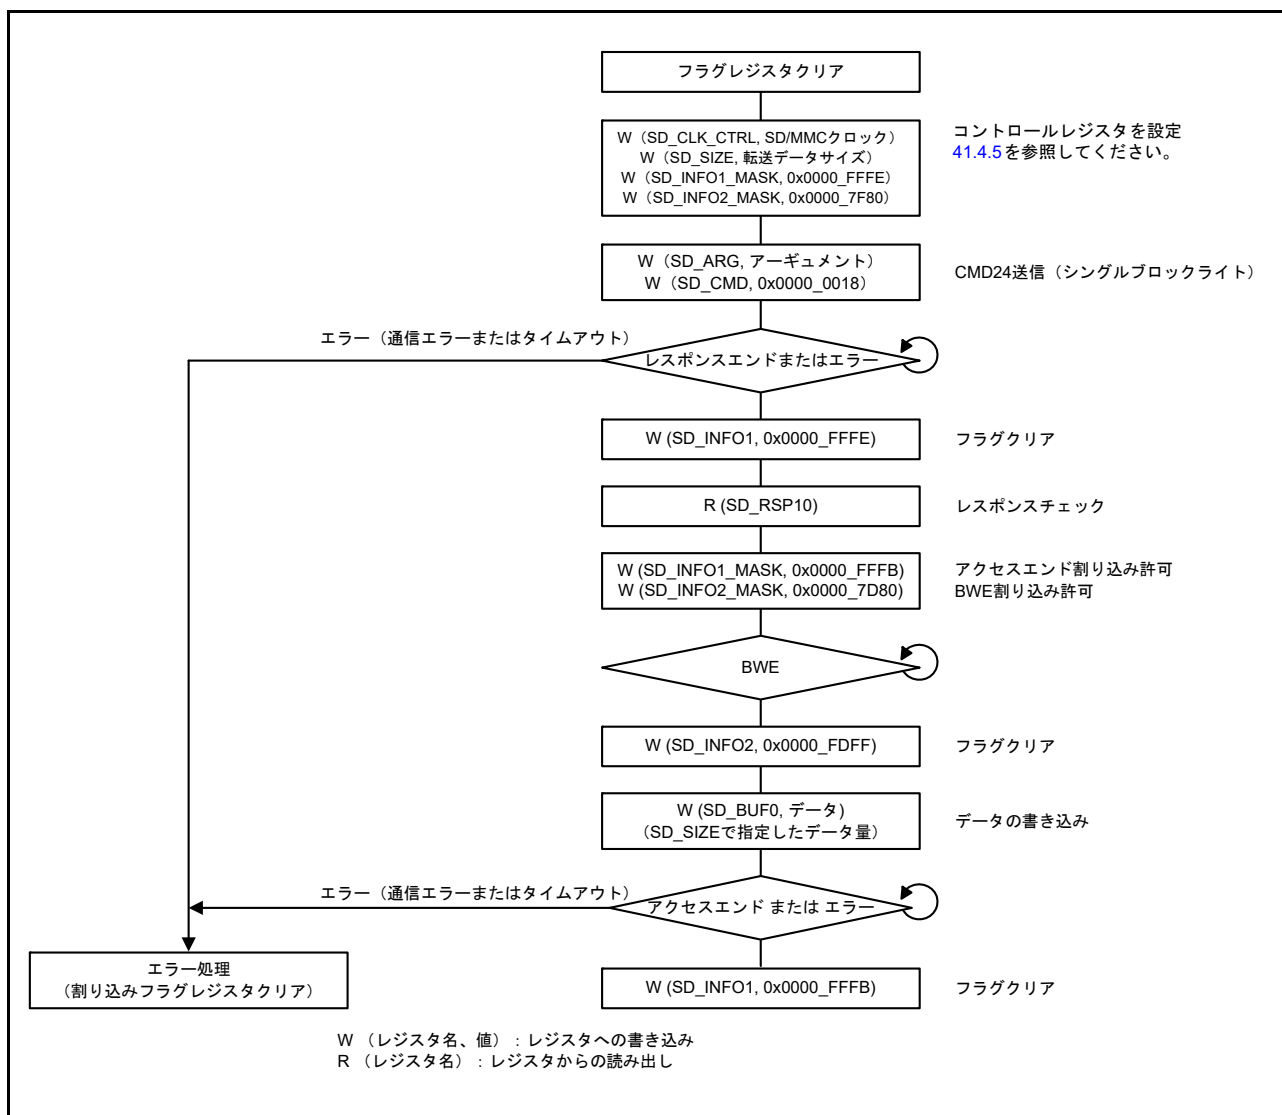 フラグレジスタクリア
W（SD_CLK_CTRL, SD/MMCクロック）
W（SD_SIZE, 転送データサイズ）
W（SD_INFO1_MASK, 0x0000_FFFE）
W（SD_INFO2_MASK, 0x0000_7F80）
コントロールレジスタを設定
41.4.5を参照してください。
W（SD_ARG, アーギュメント）
W（SD_CMD, 0x0000_0018）
CMD24送信（シングルブロックライト）
エラー（通信エラーまたはタイムアウト）
レスポンスエンドまたはエラー
W (SD_INFO1, 0x0000_FFFE)
フラグクリア
R (SD_RSP10)
レスポンスチェック
W (SD_INFO1_MASK, 0x0000_FFFB)
W (SD_INFO2_MASK, 0x0000_7D80)
アクセスエンド割り込み許可
BWE割り込み許可
BWE
W (SD_INFO2, 0x0000_FDFF)
フラグクリア
W (SD_BUF0, データ)
（SD_SIZEで指定したデータ量）
データの書き込み
エラー（通信エラーまたはタイムアウト）
アクセスエンド または エラー
エラー処理
（割り込みフラグレジスタクリア）
W (SD_INFO1, 0x0000_FFFB)
フラグクリア
W （レジスタ名、値）：レジスタへの書き込み
R （レジスタ名）：レジスタからの読み出し